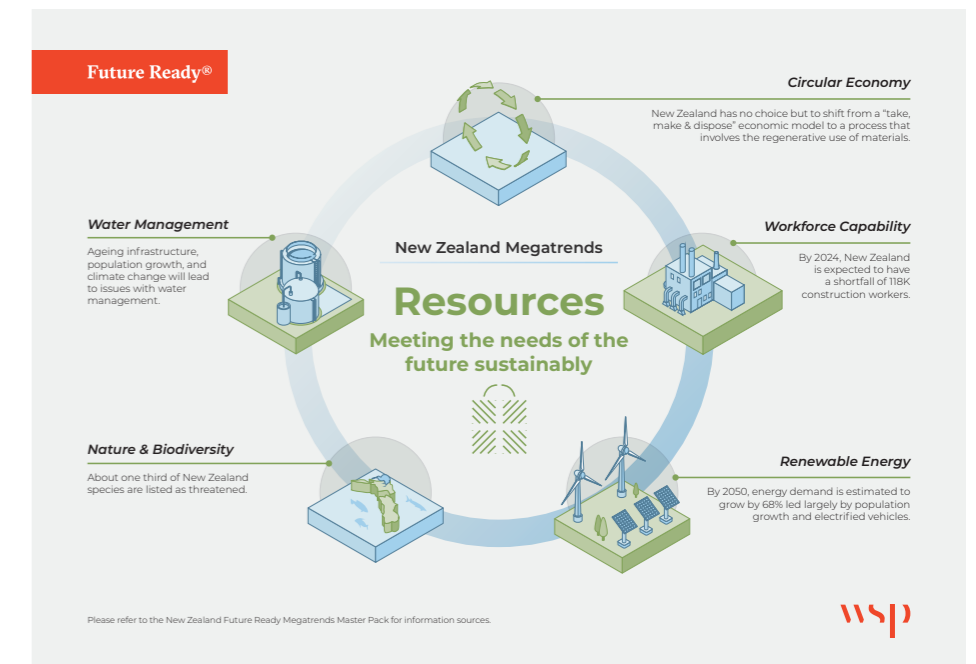 Future Ready®
Circular Economy
New Zealand has no choice but to shift from a “take,
make & dispose” economic model to a process that
involves the regenerative use of materials.
Water Management
Ageing infrastructure,
population growth, and
climate change will lead
to issues with water
management.
New Zealand Megatrends
Resources
Meeting the needs of the
future sustainably
Workforce Capability
By 2024, New Zealand
is expected to have
a shortfall of 118K
construction workers.
Nature & Biodiversity
About one third of New Zealand
species are listed as threatened.
Renewable Energy
By 2050, energy demand is estimated to
grow by 68% led largely by population
growth and electrified vehicles.
Please refer to the New Zealand Future Ready Megatrends Master Pack for information sources.
wsp